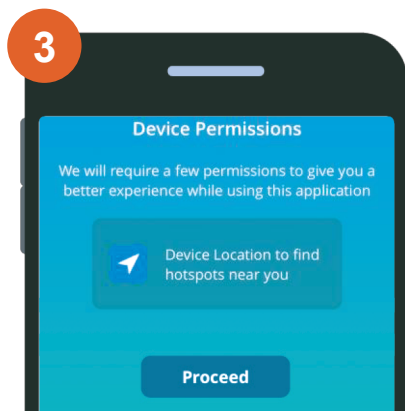 3
Device Permissions
We will require a few permissions to give you a
better experience while using this application
Device Location to find
hotspots near you
Proceed